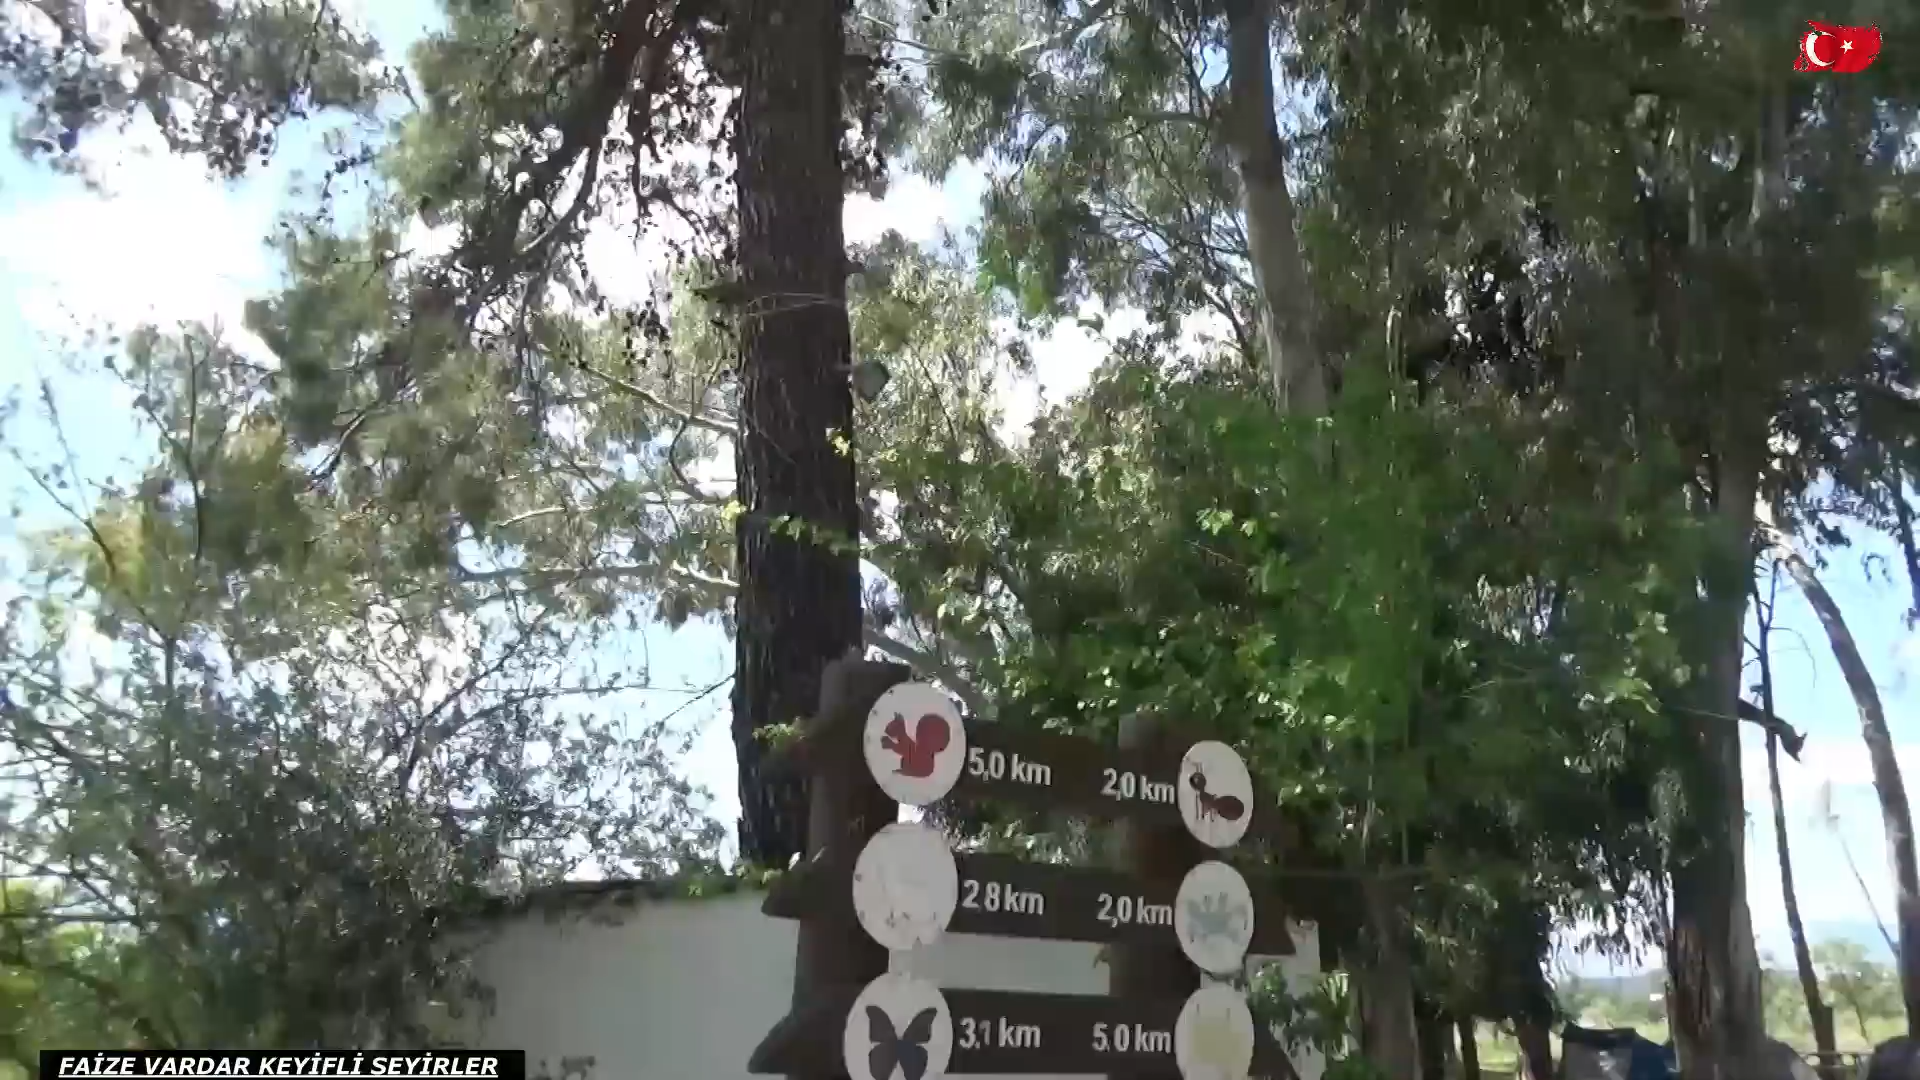 5,0 km
2,0 km
2 8 km
2,0 km
3,1 km
5,0 km
FAİZE VARDAR KEYİFLİ SEYİRLER